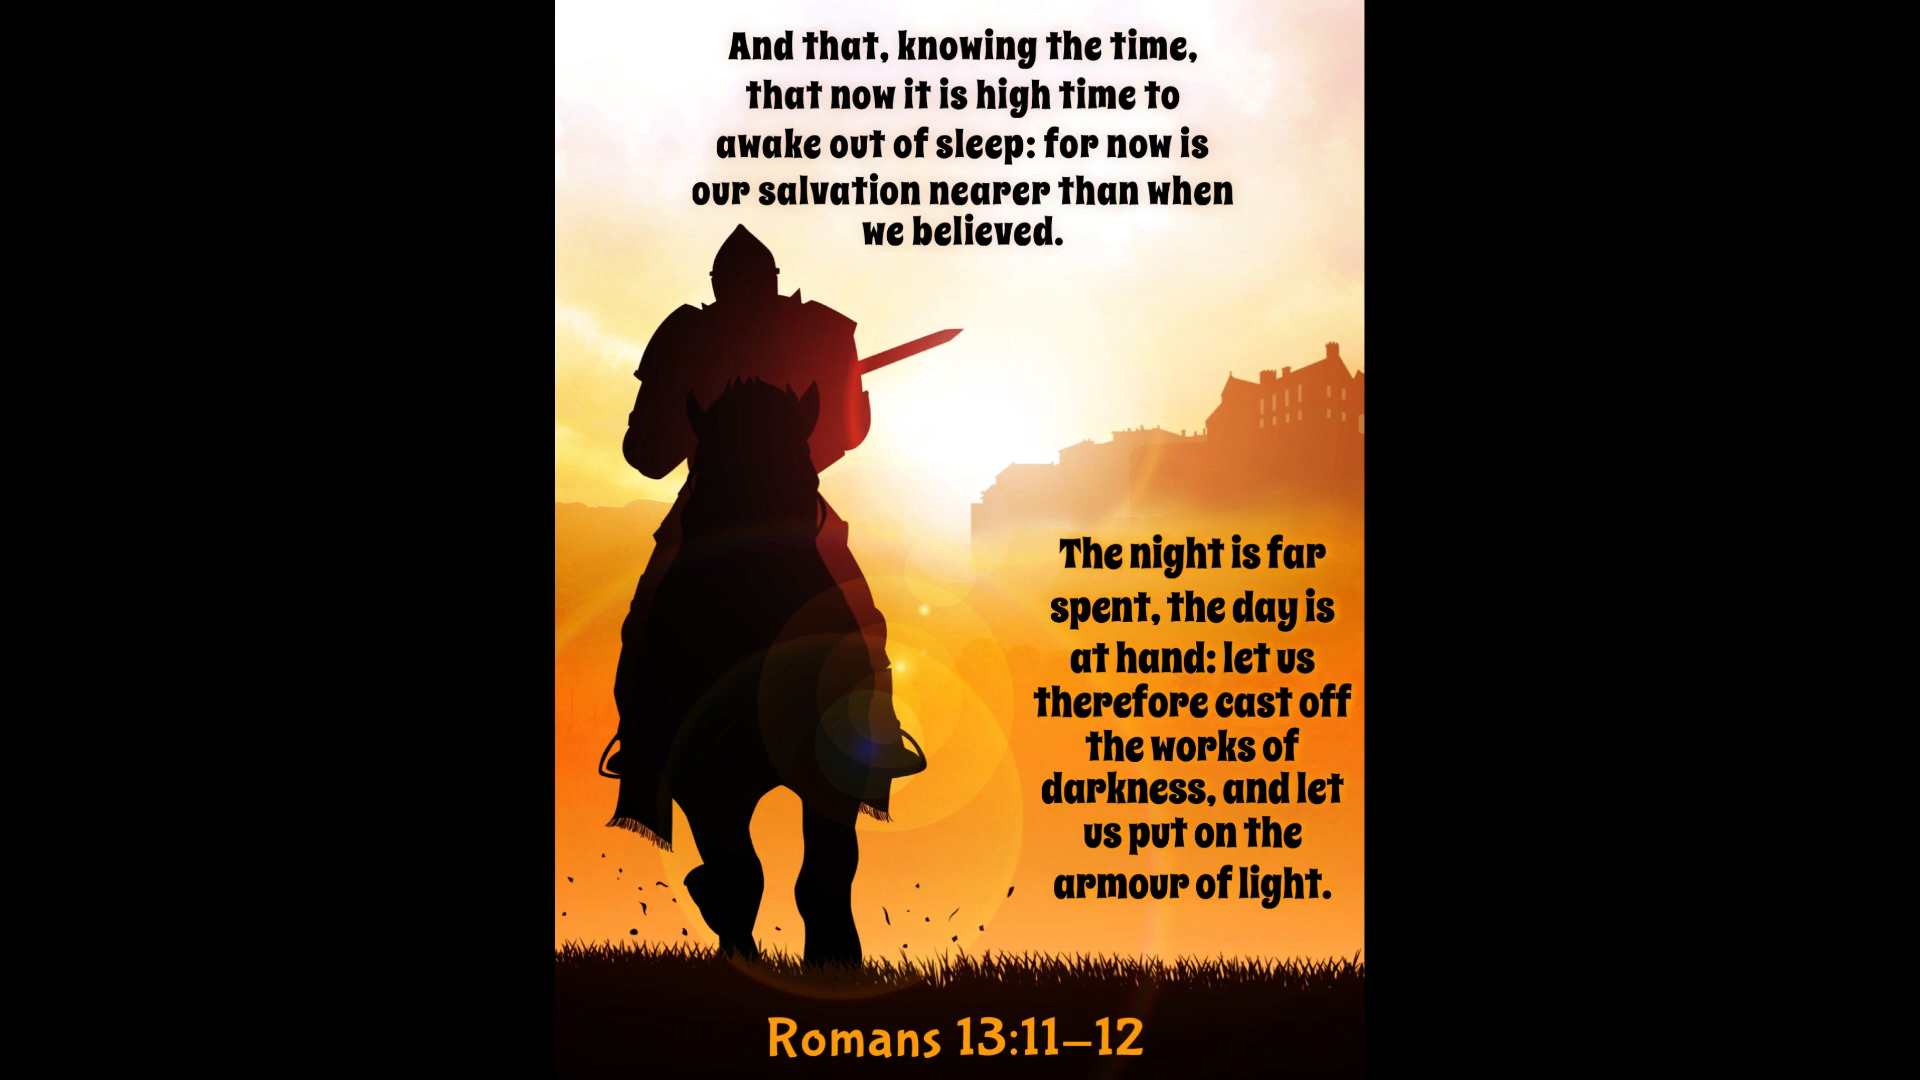 And that, knowing the time,
that now it is high time to
awake out of sleep: for now is
our salvation nearer than when
we believed.
The night is far
spent, the day is
at hand: let us
therefore cast off
the works of
darkness, and let
us put on the
armour of light.
Romans 13:11–12